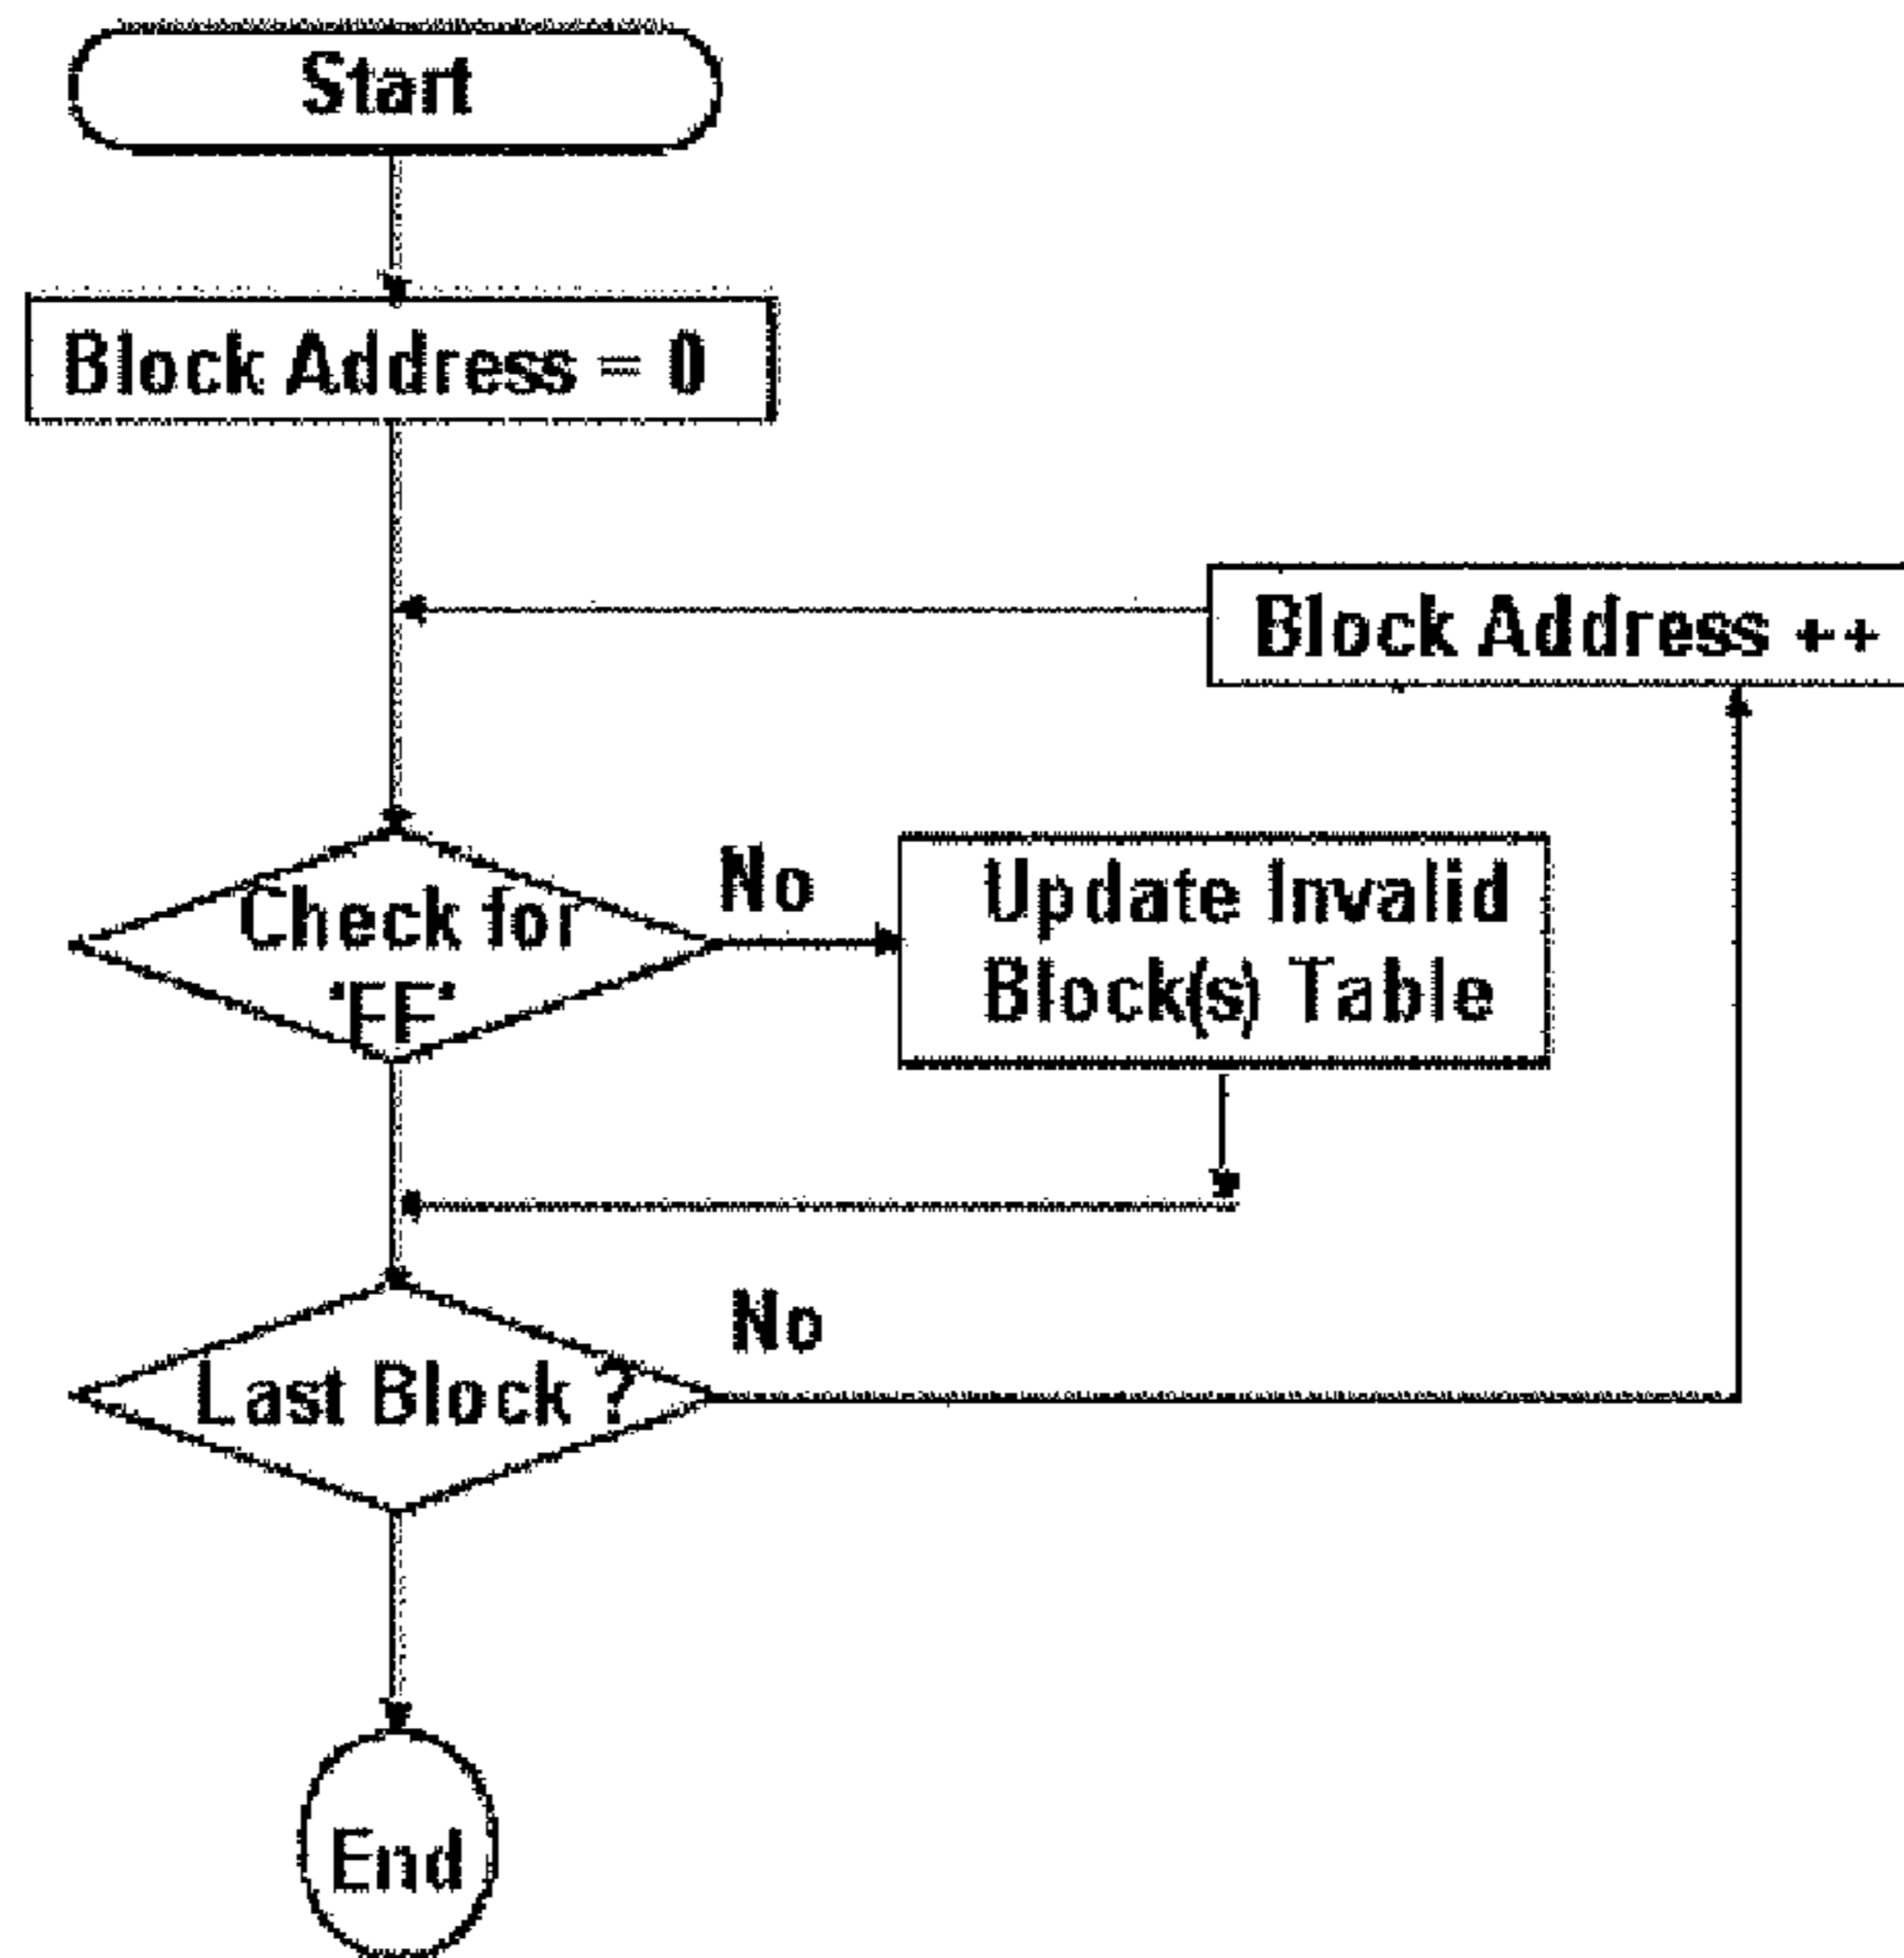 Start
Block Address = 0
Block Address ++
Check for
'FF'
No
Update Invalid
Block(s) Table
Last Block ?
No
End